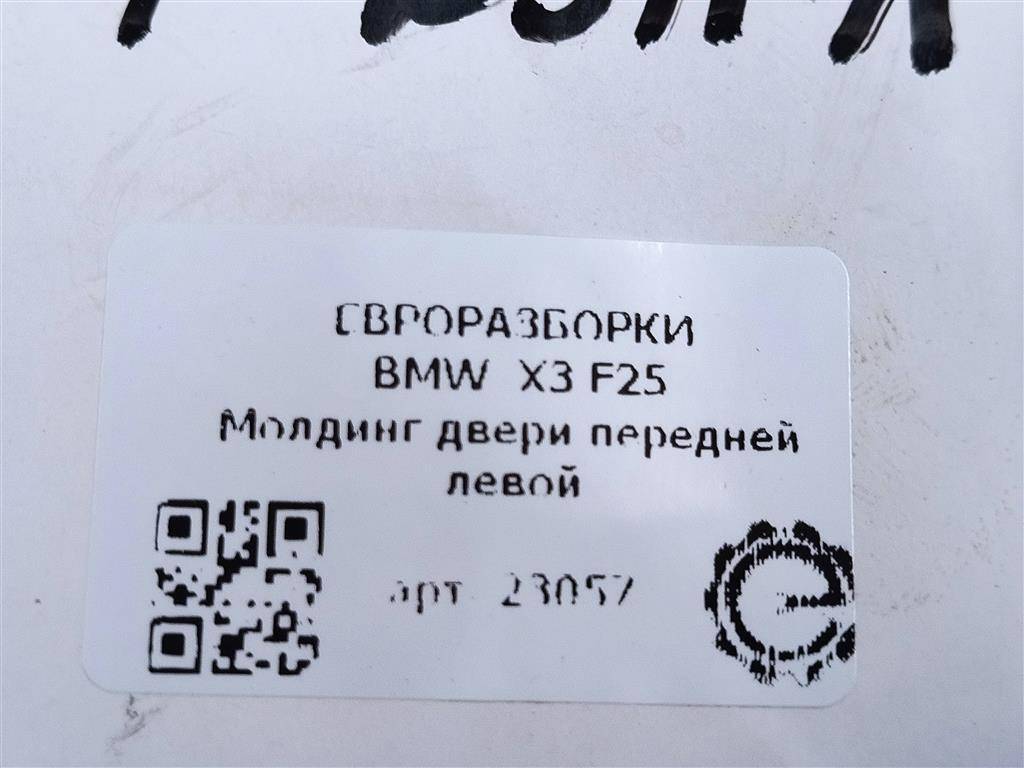 ЕВРОРАЗБОРКИ
BMW X3 F25
Молдинг двери передней
левой
арт. 23057